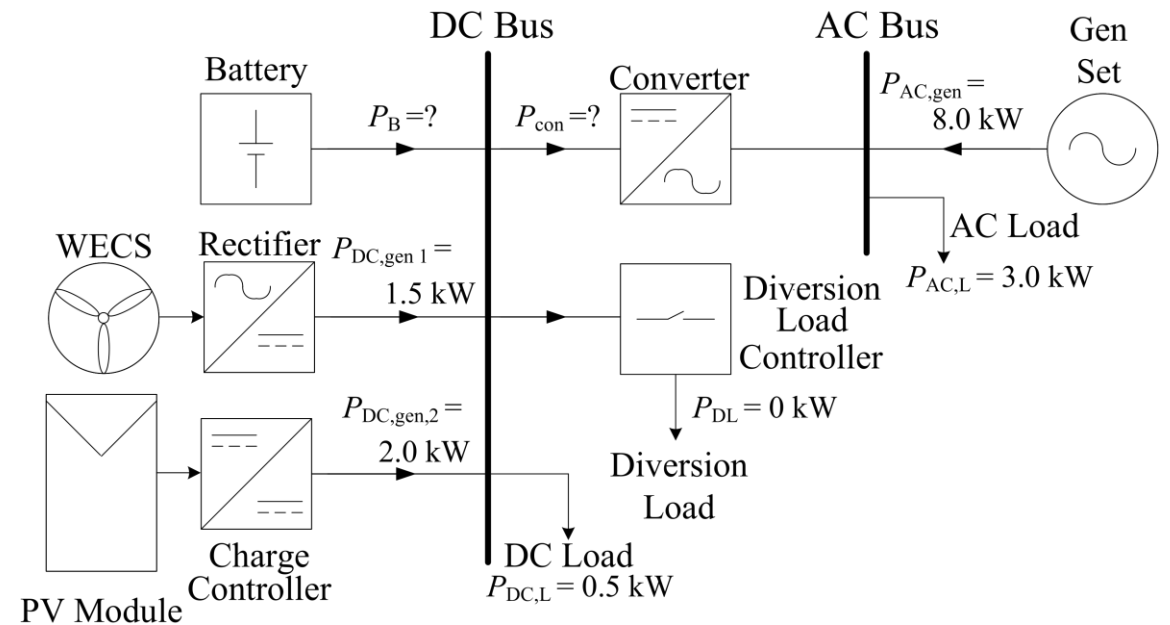 DC Bus
AC Bus
Gen
Set
Battery
Converter
P_AC,gen =
8.0 kW
P_B =?
P_con =?
WECS
Rectifier
P_DC,gen 1 =
1.5 kW
AC Load
P_AC,L = 3.0 kW
Diversion
Load
Controller
P_DC,gen,2 =
2.0 kW
P_DL = 0 kW
Diversion
Load
Charge
Controller
DC Load
P_DC,L = 0.5 kW
PV Module